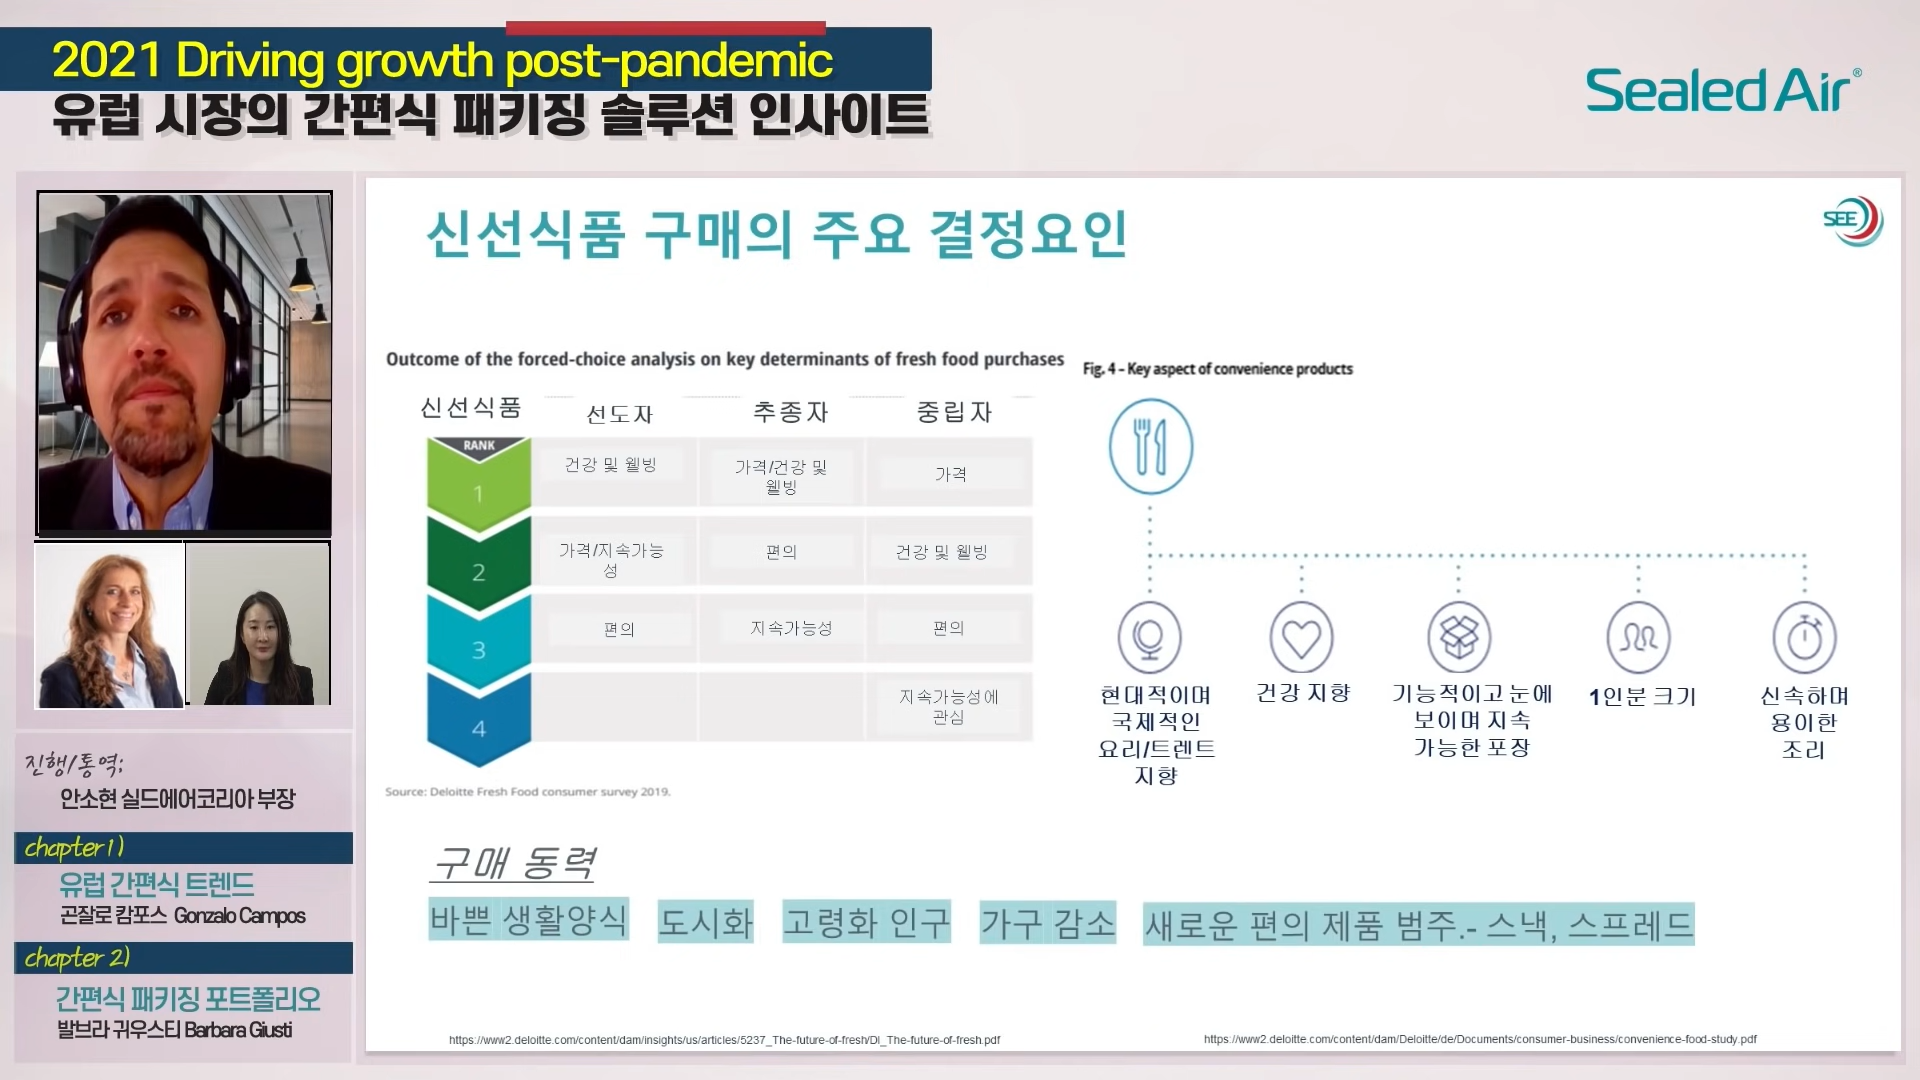 2021 Driving growth post-pandemic
유럽 시장의 간편식 패키징 솔루션 인사이트
Sealed Air®
진행/통역;
안소현 실드에어코리아 부장
chapter1)
유럽 간편식 트렌드
곤잘로 캄포스 Gonzalo Campos
chapter 2)
간편식 패키징 포트폴리오
발브라 귀우스티 Barbara Giusti
신선식품 구매의 주요 결정요인
SEE
Outcome of the forced-choice analysis on key determinants of fresh food purchases
신선식품 선도자 추종자 중립자
RANK
1 건강 및 웰빙 가격/건강 및 가격
웰빙
2 가격/지속가능 편의 건강 및 웰빙
성
3 편의 지속가능성 편의
4 지속가능성에
관심
Source: Deloitte Fresh Food consumer survey 2019.
Fig. 4 - Key aspect of convenience products
현대적이며
국제적인
요리/트렌트
지향
건강 지향
기능적이고 눈에
보이며 지속
가능한 포장
1인분 크기
신속하며
용이한
조리
구매 동력
바쁜 생활양식 도시화 고령화 인구 가구 감소 새로운 편의 제품 범주.- 스낵, 스프레드
https://www2.deloitte.com/content/dam/insights/us/articles/5237_The-future-of-fresh/DI_The-future-of-fresh.pdf
https://www2.deloitte.com/content/dam/Deloitte/de/Documents/consumer-business/convenience-food-study.pdf